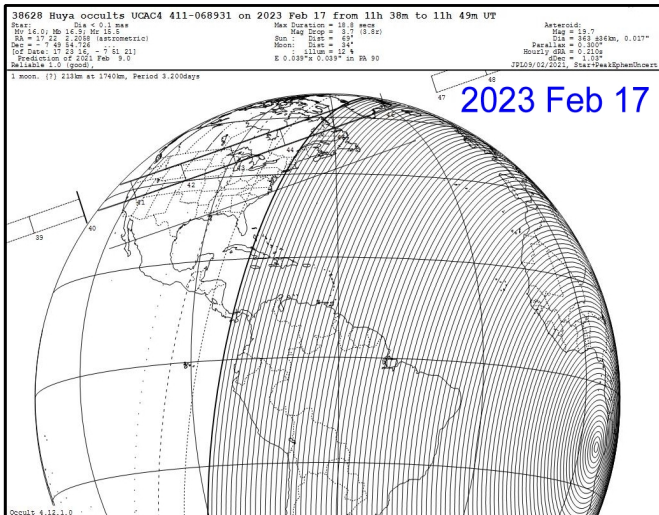 38628 Huya occults UCAC4 411-068931 on 2023 Feb 17 from 11h 38m to 11h 49m UT
Star: Dia < 0.1 mas
Mv 16.0; Mb 16.9; Mr 15.5
RA = 17 22 2.2058 (astrometric)
Dec = - 7 49 54.726 ...
[of Date: 17 23 16, - 7 51 21]
Prediction of 2021 Feb 9.0
Reliable 1.0 (good),
Max Duration = 18.8 secs
Mag Drop = 3.7 (3.8r)
Sun : Dist = 69°
Moon: Dist = 34°
: illum = 12 %
E 0.039"x 0.039" in PA 90
Asteroid:
Mag = 19.7
Dia = 363 ±36km, 0.017"
Parallax = 0.300"
Hourly dRA = 0.210s
dDec = 1.03"
JPL09/02/2021, Star+PeakEphemUncert
1 moon. (?) 213km at 1740km, Period 3.200days
2023 Feb 17
48
47
44
43
42
41
40
39
Occult 4.12.1.0